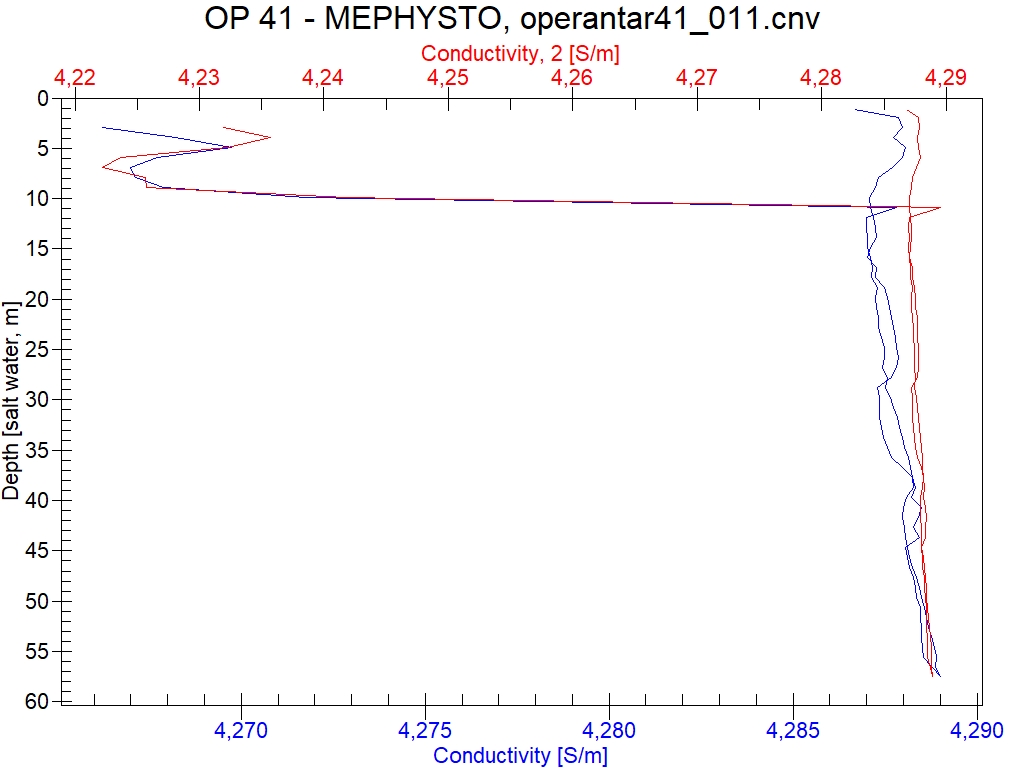 OP 41 - MEPHYSTO, operantar41_011.cnv
Conductivity, 2 [S/m]
4,22 4,23 4,24 4,25 4,26 4,27 4,28 4,29
0
5
10
15
20
25
30
35
40
45
50
55
60
Depth [salt water, m]
4,270 4,275 4,280 4,285 4,290
Conductivity [S/m]